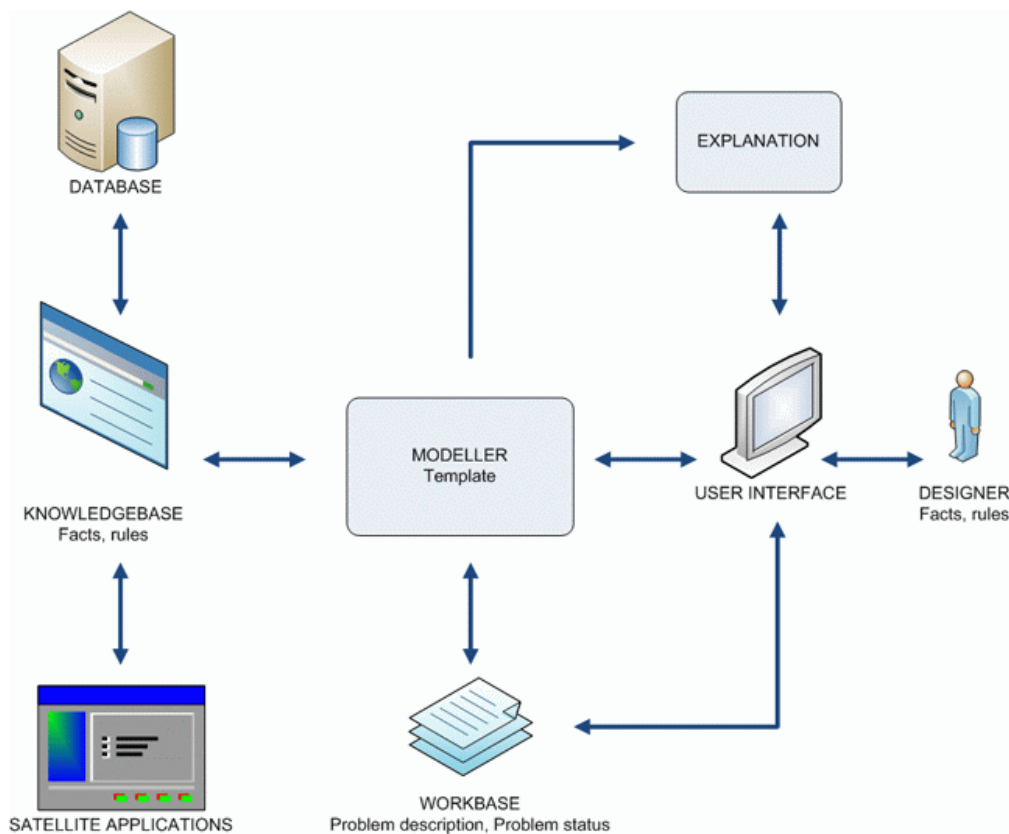 DATABASE
EXPLANATION
MODELLER
Template
KNOWLEDGEBASE
Facts, rules
USER INTERFACE
DESIGNER
Facts, rules
SATELLITE APPLICATIONS
WORKBASE
Problem description, Problem status